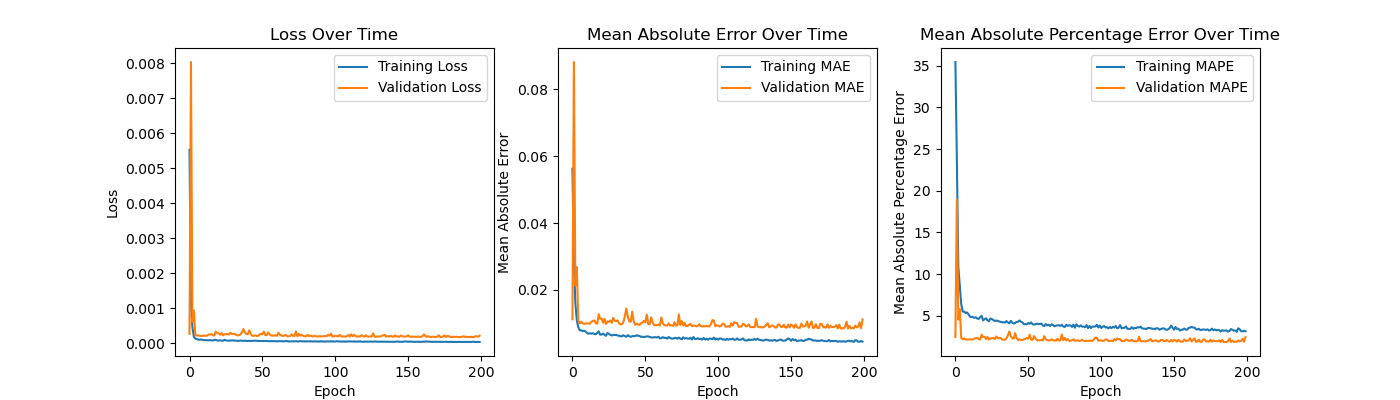 Loss Over Time
Loss
0.008
0.007
0.006
0.005
0.004
0.003
0.002
0.001
0.000
Training Loss
Validation Loss
0 50 100 150 200
Epoch
Mean Absolute Error Over Time
Mean Absolute Error
0.08
0.06
0.04
0.02
Training MAE
Validation MAE
0 50 100 150 200
Epoch
Mean Absolute Percentage Error Over Time
Mean Absolute Percentage Error
35
30
25
20
15
10
5
Training MAPE
Validation MAPE
0 50 100 150 200
Epoch